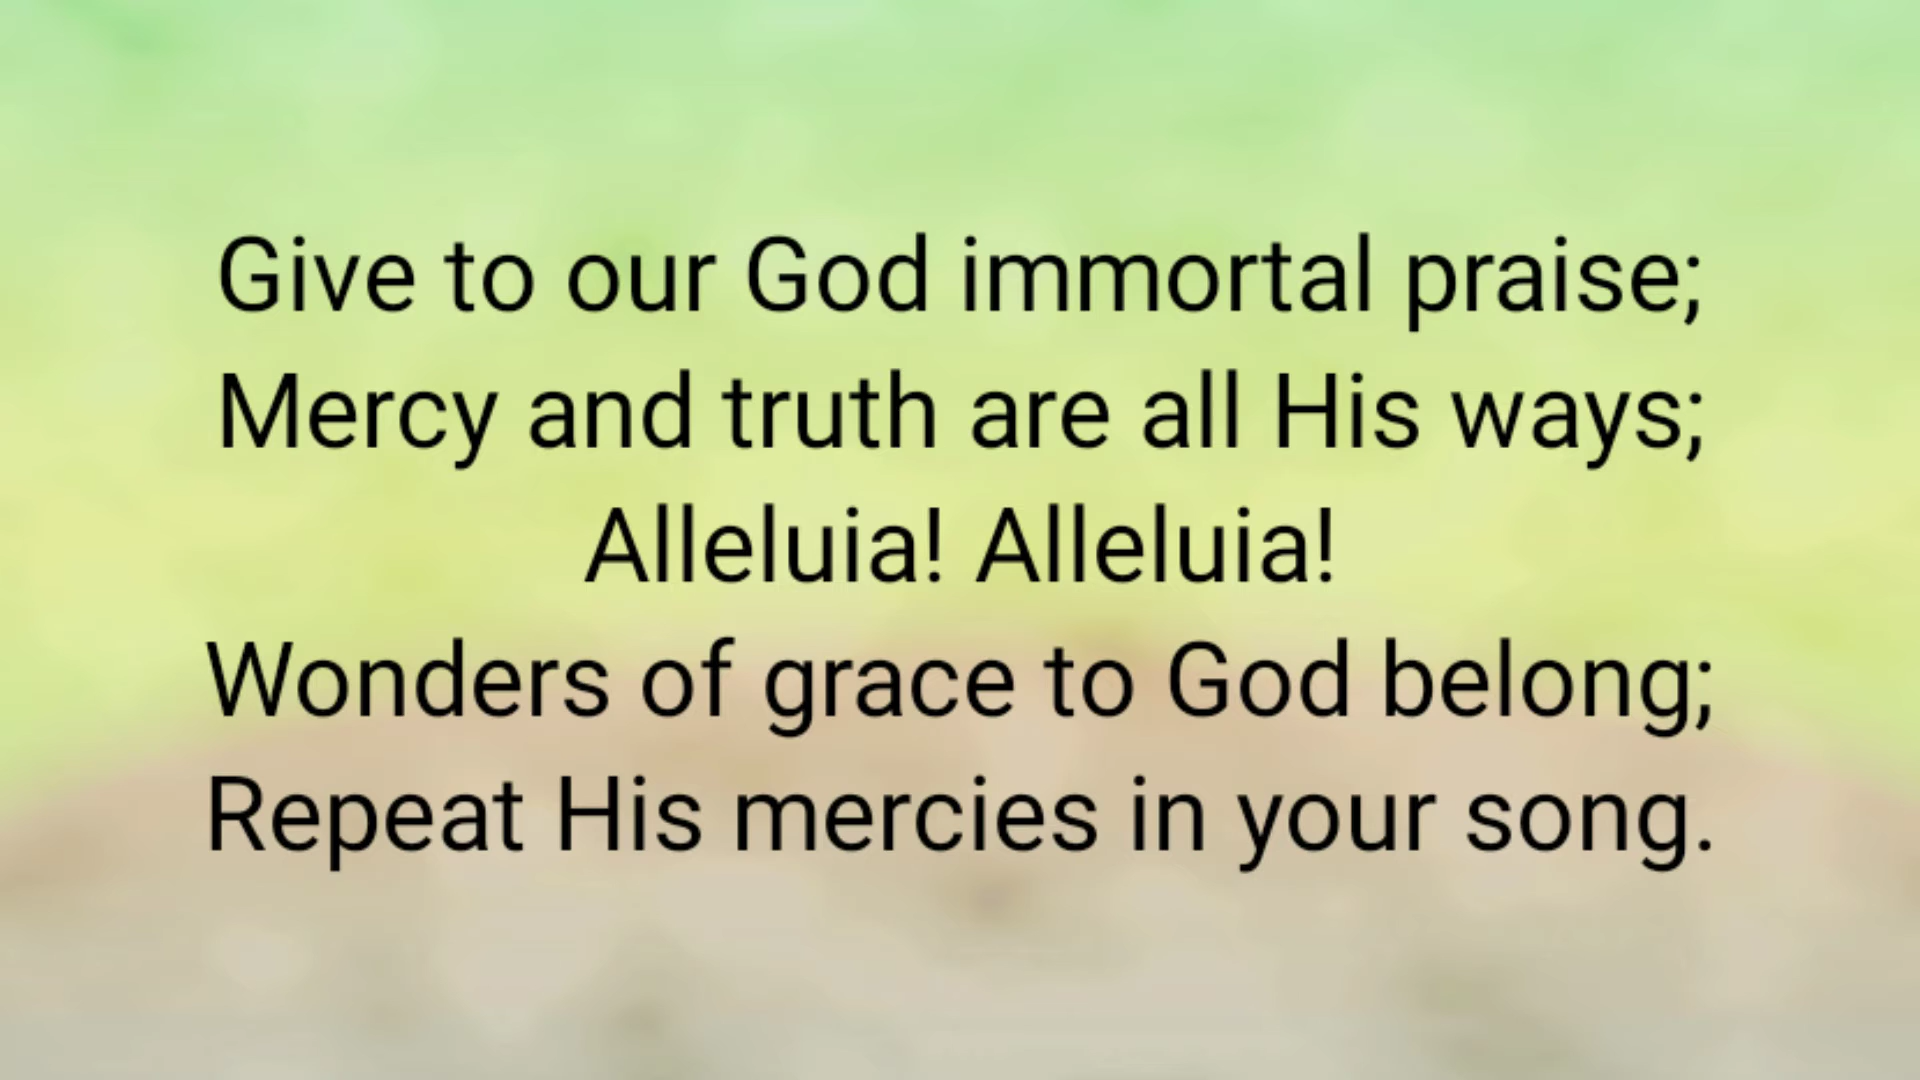 Give to our God immortal praise;
Mercy and truth are all His ways;
Alleluia! Alleluia!
Wonders of grace to God belong;
Repeat His mercies in your song.